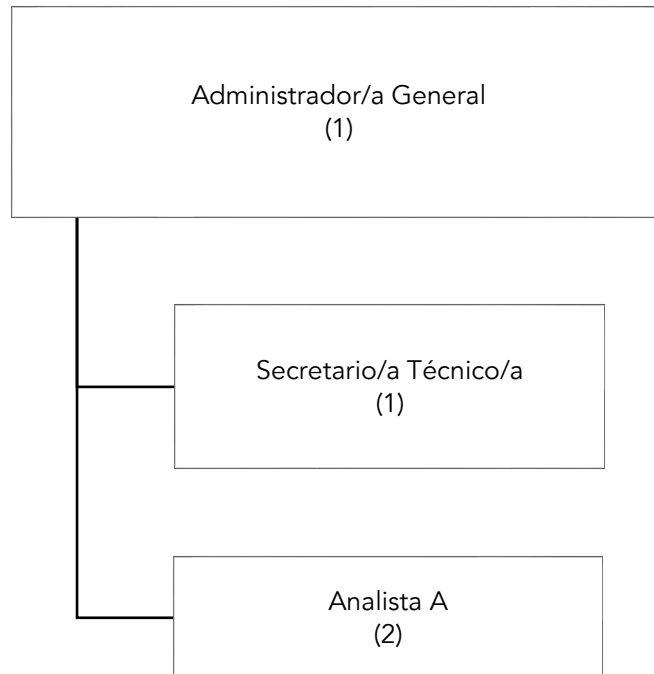 Administrador/a General
(1)
Secretario/a Técnico/a
(1)
Analista A
(2)